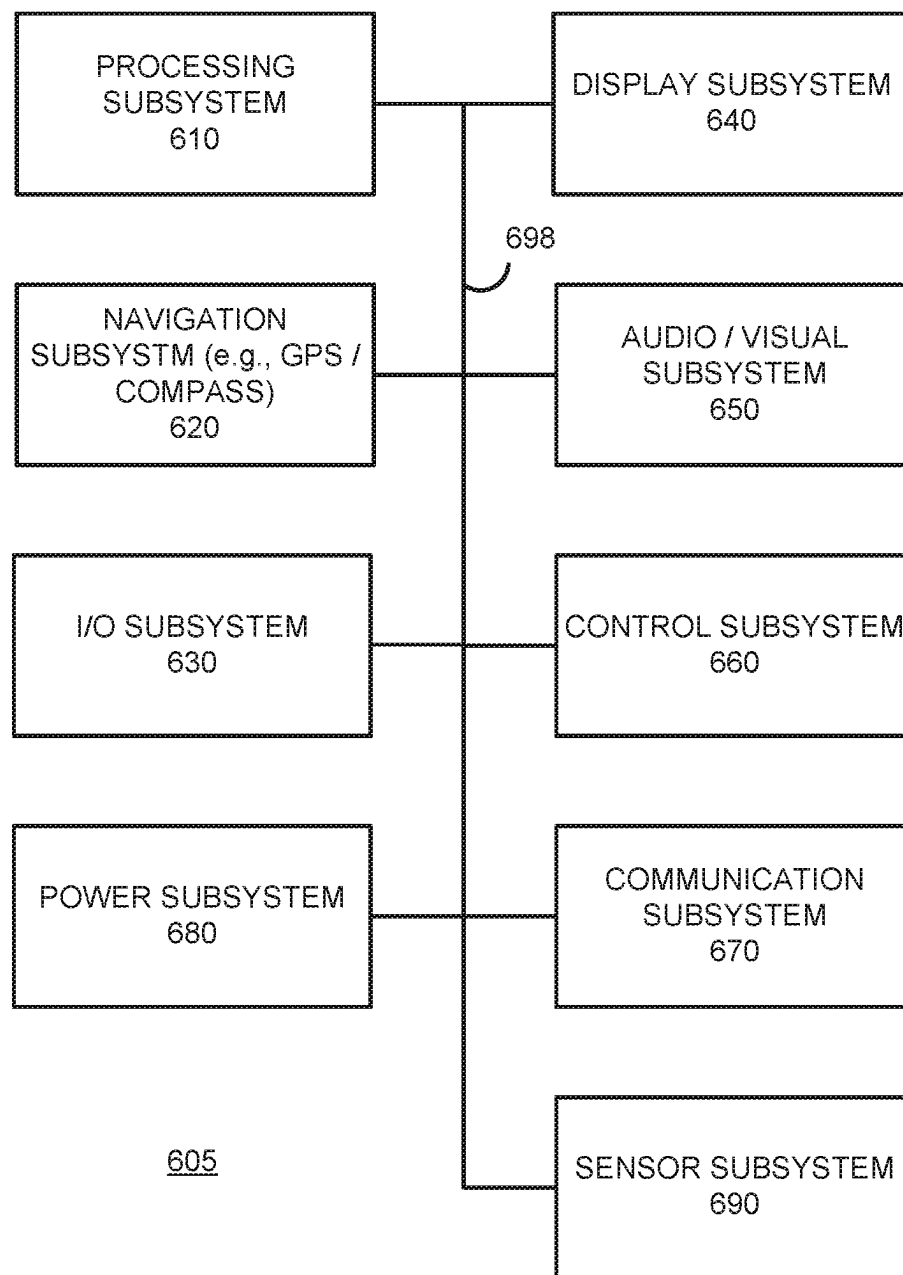 PROCESSING
SUBSYSTEM
610
DISPLAY SUBSYSTEM
640
698
NAVIGATION
SUBSYSTM (e.g., GPS /
COMPASS)
620
AUDIO / VISUAL
SUBSYSTEM
650
I/O SUBSYSTEM
630
CONTROL SUBSYSTEM
660
POWER SUBSYSTEM
680
COMMUNICATION
SUBSYSTEM
670
605
SENSOR SUBSYSTEM
690